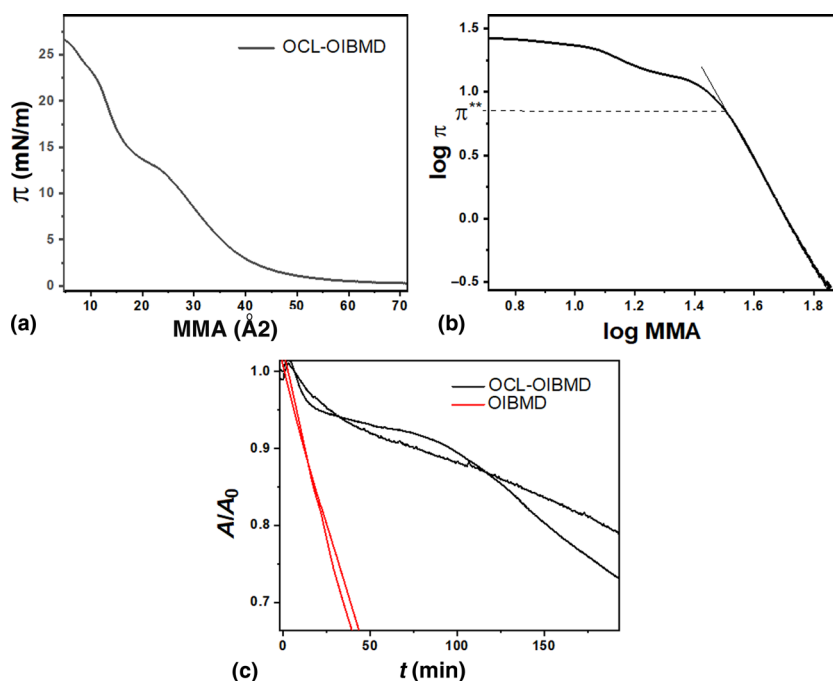 OCL-OIBMD
π (mN/m)
25
20
15
10
5
0
10 20 30 40 50 60 70
MMA (Å2)
(a)
log π
1.5
1.0
π**
0.5
0.0
−0.5
0.8 1.0 1.2 1.4 1.6 1.8
log MMA
(b)
OCL-OIBMD
OIBMD
A/A0
1.0
0.9
0.8
0.7
0 50 100 150
t (min)
(c)